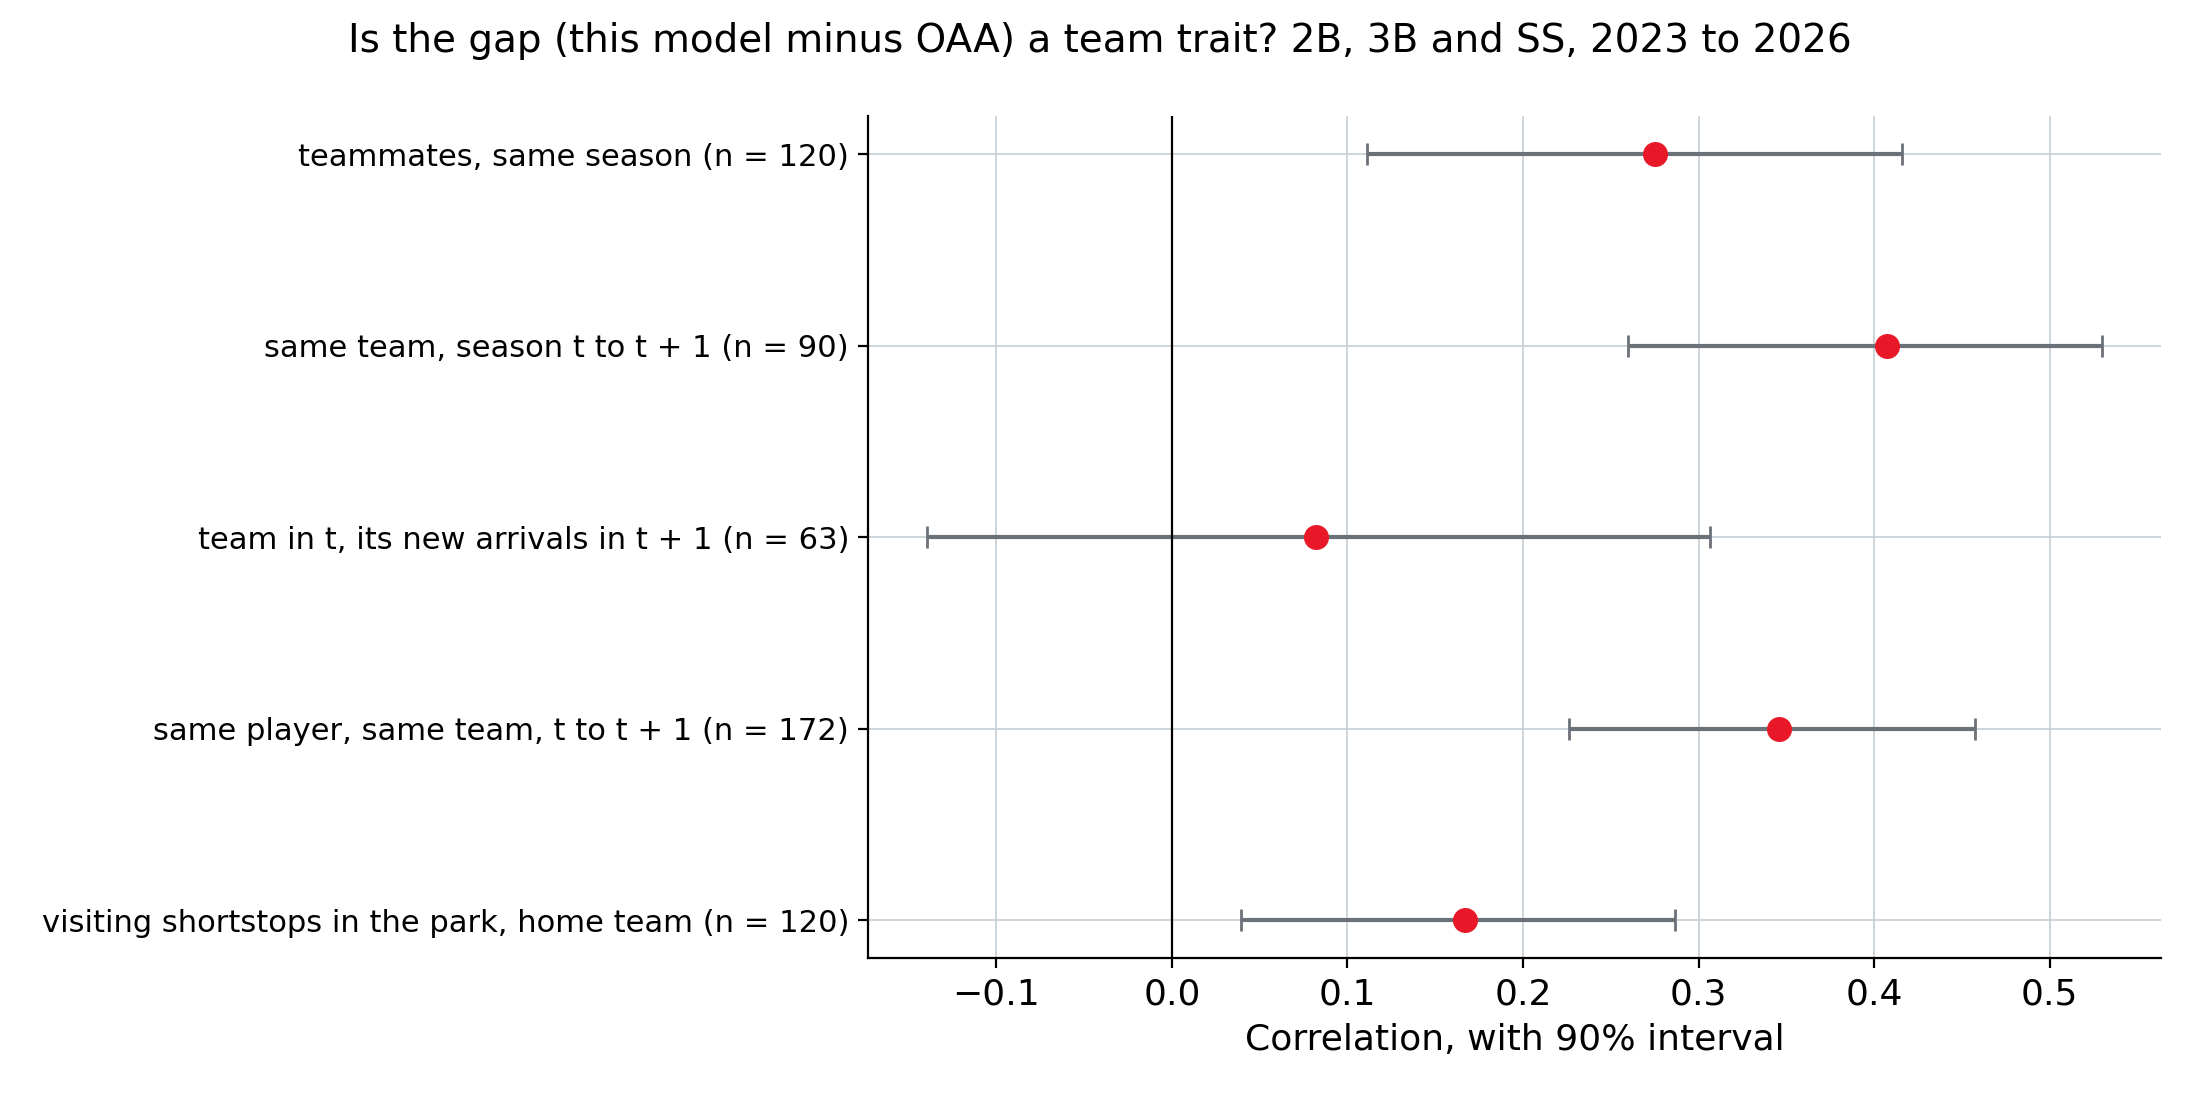 Is the gap (this model minus OAA) a team trait? 2B, 3B and SS, 2023 to 2026
teammates, same season (n = 120)
same team, season t to t + 1 (n = 90)
team in t, its new arrivals in t + 1 (n = 63)
same player, same team, t to t + 1 (n = 172)
visiting shortstops in the park, home team (n = 120)
−0.1 0.0 0.1 0.2 0.3 0.4 0.5
Correlation, with 90% interval